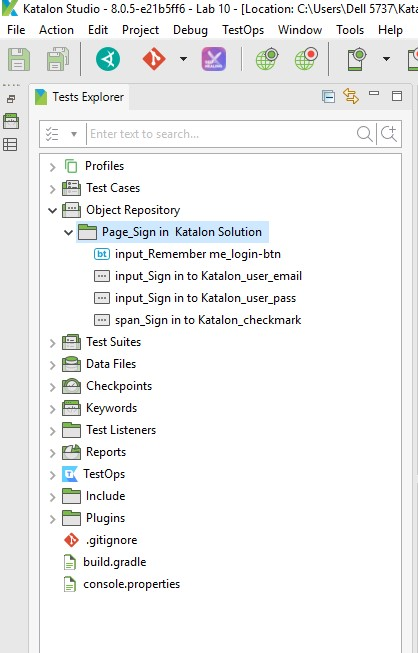 Katalon Studio - 8.0.5-e21b5ff6 - Lab 10 - [Location: C:\Users\Dell 5737\Kata
File Action Edit Project Debug TestOps Window Help
Tests Explorer
Enter text to search...
Profiles
Test Cases
Object Repository
Page_Sign in  Katalon Solution
bt input_Remember me_login-btn
input_Sign in to Katalon_user_email
input_Sign in to Katalon_user_pass
span_Sign in to Katalon_checkmark
Test Suites
Data Files
Checkpoints
Keywords
Test Listeners
Reports
TestOps
Include
Plugins
.gitignore
build.gradle
console.properties